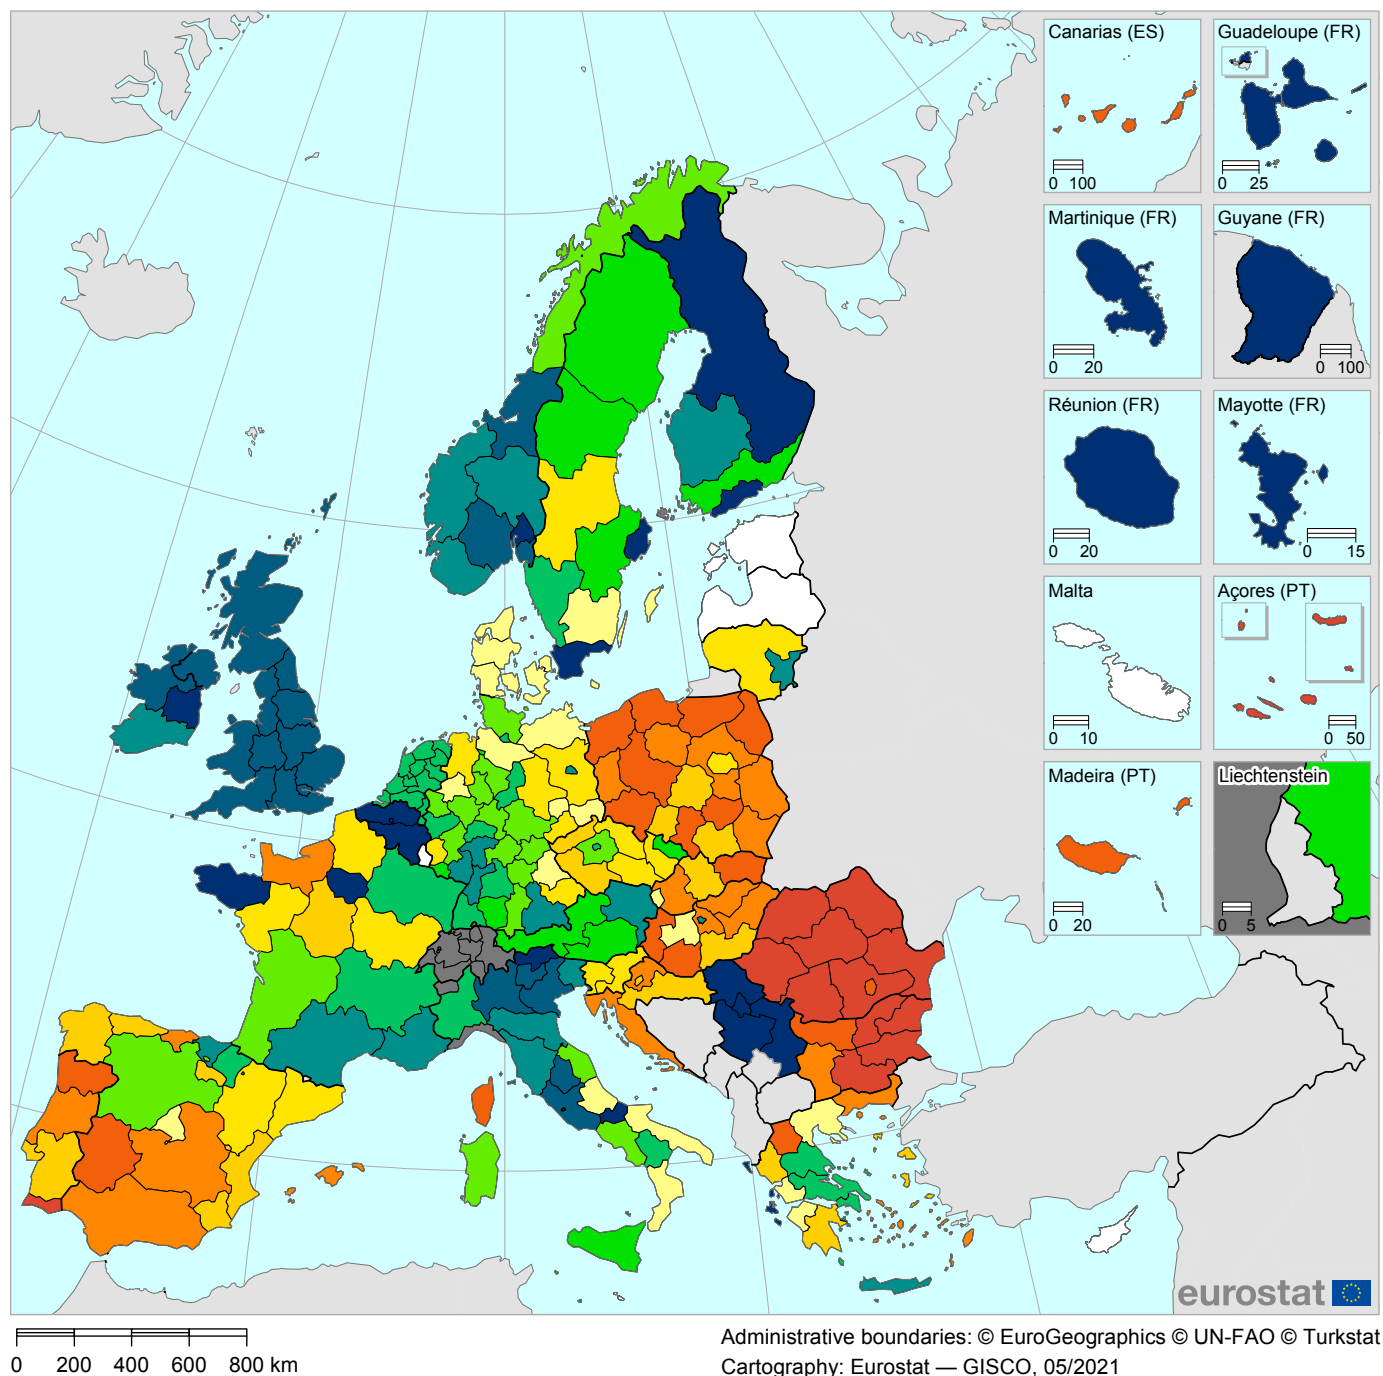 Canarias (ES)
0 100
Guadeloupe (FR)
0 25
Martinique (FR)
0 20
Guyane (FR)
0 100
Réunion (FR)
0 20
Mayotte (FR)
0 15
Malta
0 10
Açores (PT)
0 50
Madeira (PT)
0 20
Liechtenstein
0 5
eurostat
0 200 400 600 800 km
Administrative boundaries: © EuroGeographics © UN-FAO © Turkstat
Cartography: Eurostat — GISCO, 05/2021